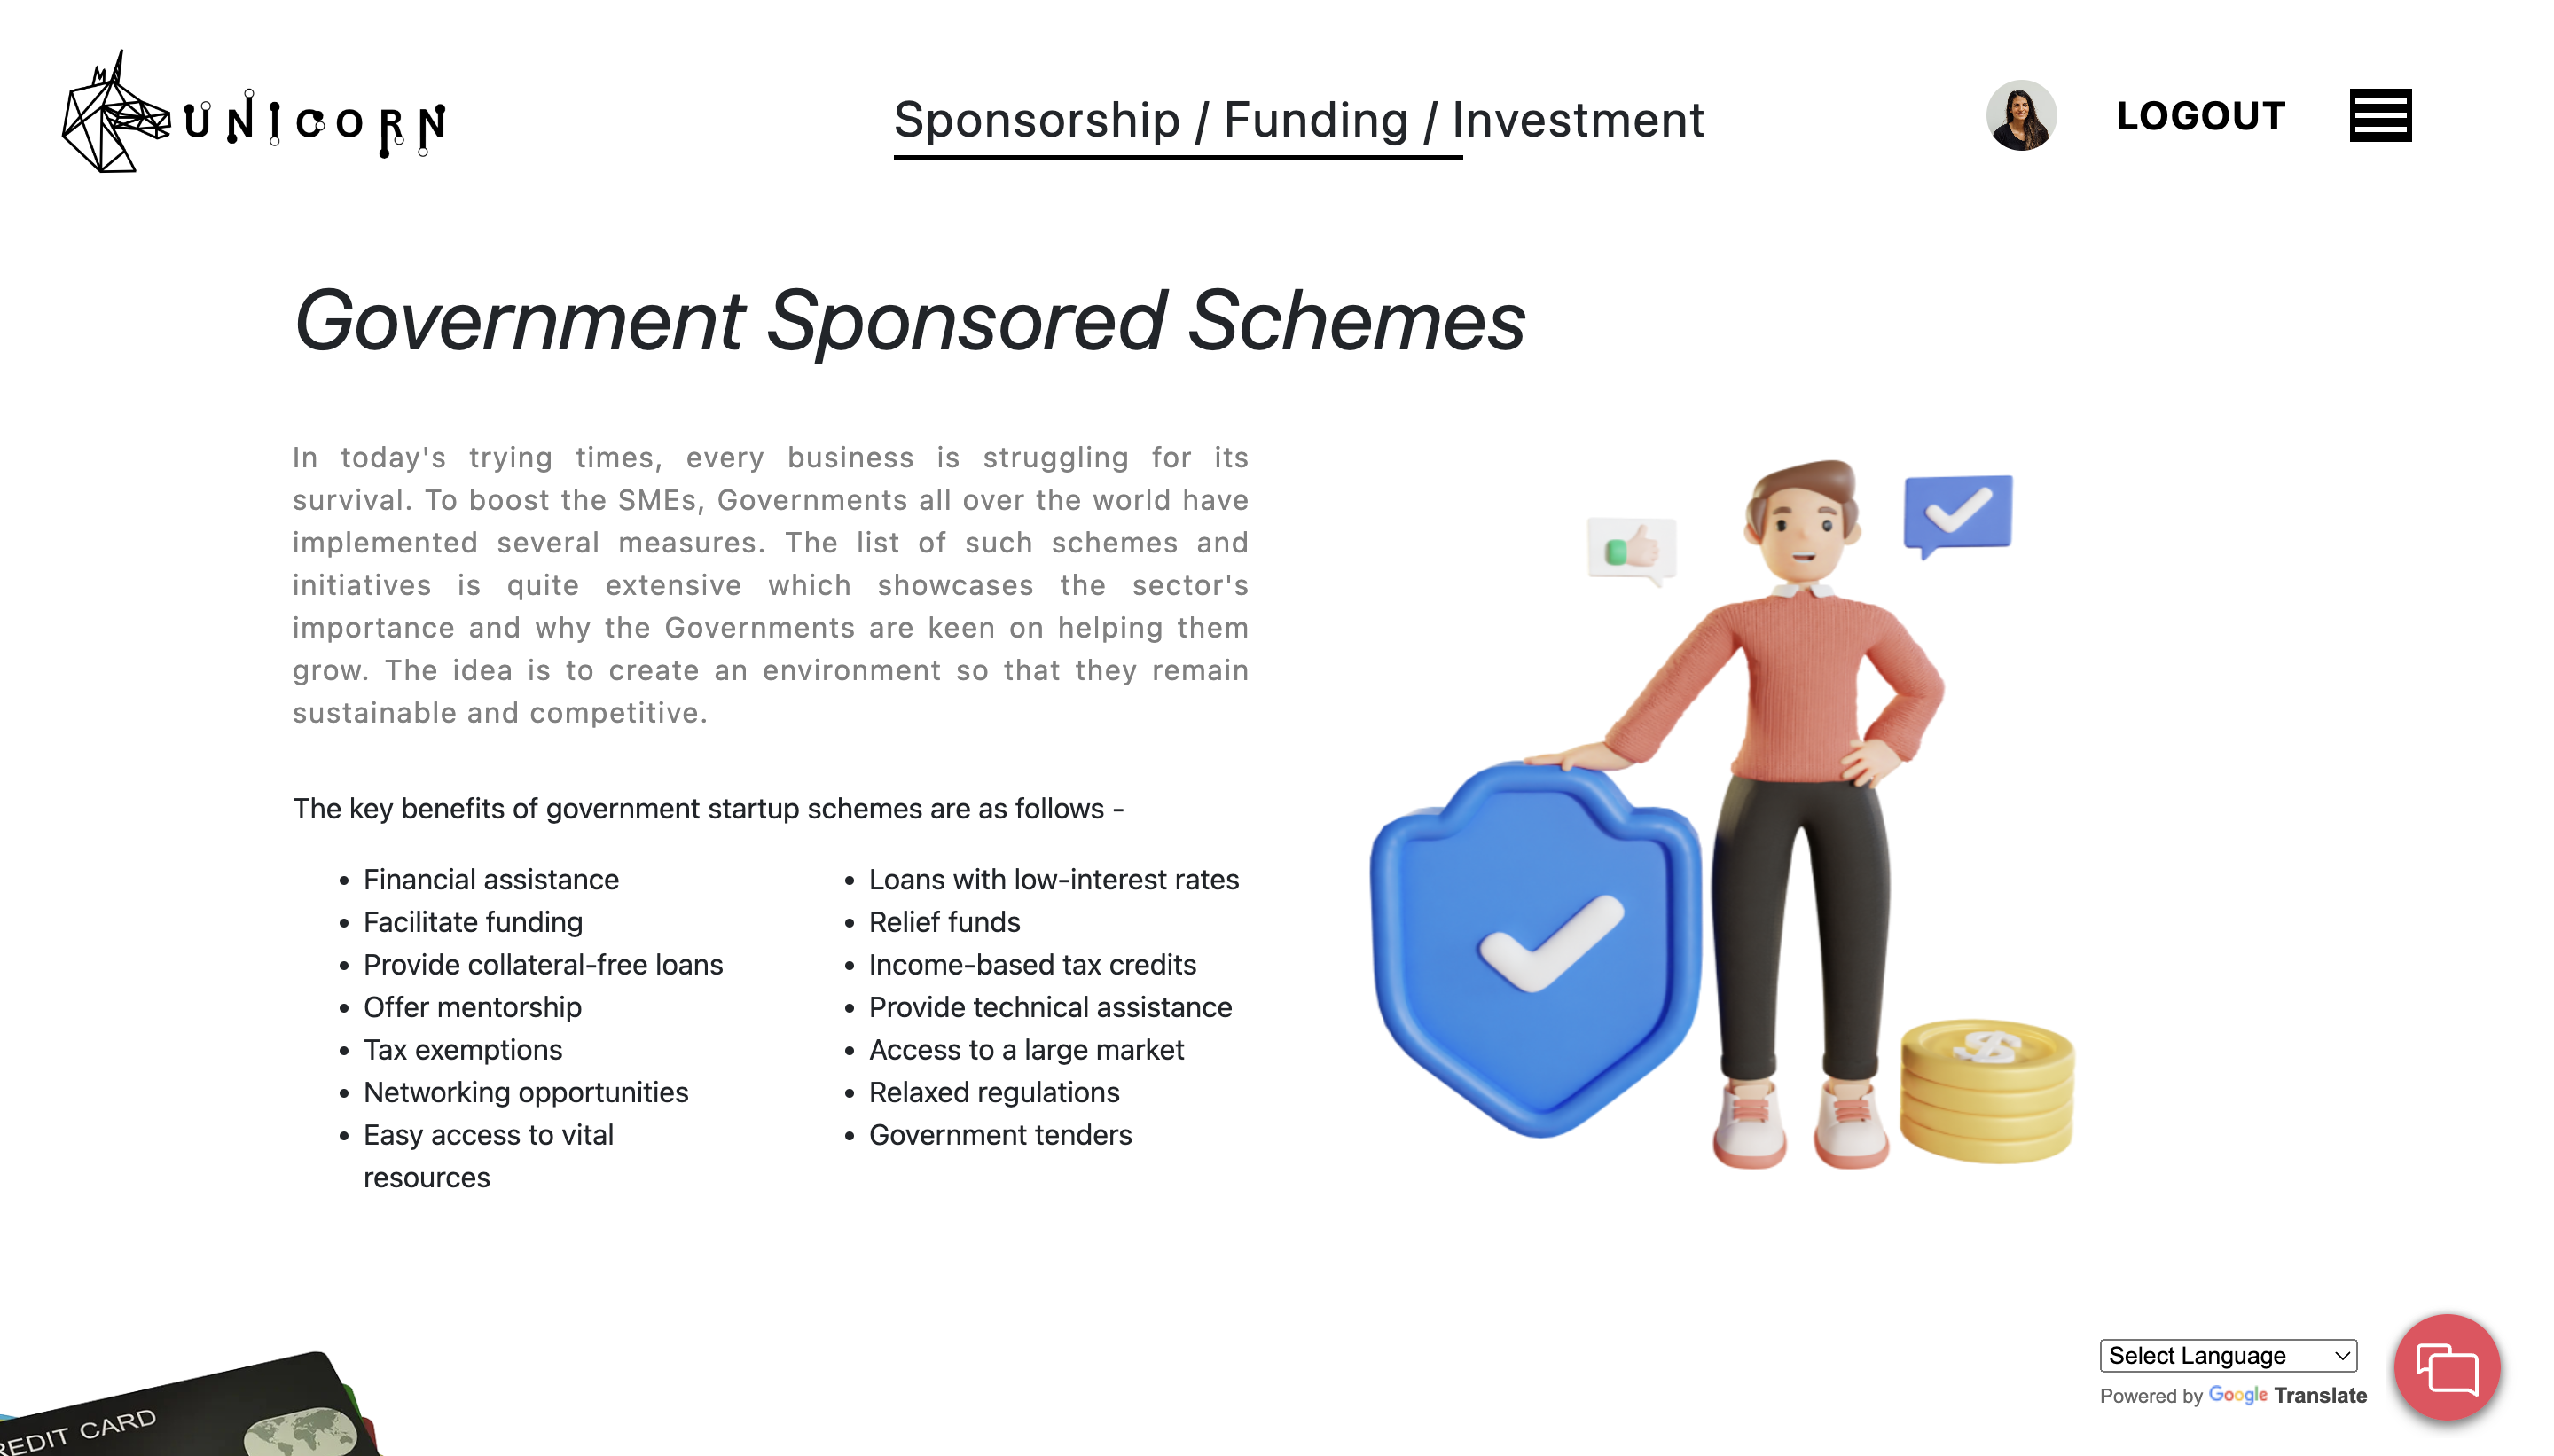 UNICORN
Sponsorship / Funding / Investment
LOGOUT
Government Sponsored Schemes
In today's trying times, every business is struggling for its
survival. To boost the SMEs, Governments all over the world have
implemented several measures. The list of such schemes and
initiatives is quite extensive which showcases the sector's
importance and why the Governments are keen on helping them
grow. The idea is to create an environment so that they remain
sustainable and competitive.
The key benefits of government startup schemes are as follows -
• Financial assistance
• Facilitate funding
• Provide collateral-free loans
• Offer mentorship
• Tax exemptions
• Networking opportunities
• Easy access to vital
resources
• Loans with low-interest rates
• Relief funds
• Income-based tax credits
• Provide technical assistance
• Access to a large market
• Relaxed regulations
• Government tenders
$
REDIT CARD
Select Language
Powered by Google Translate